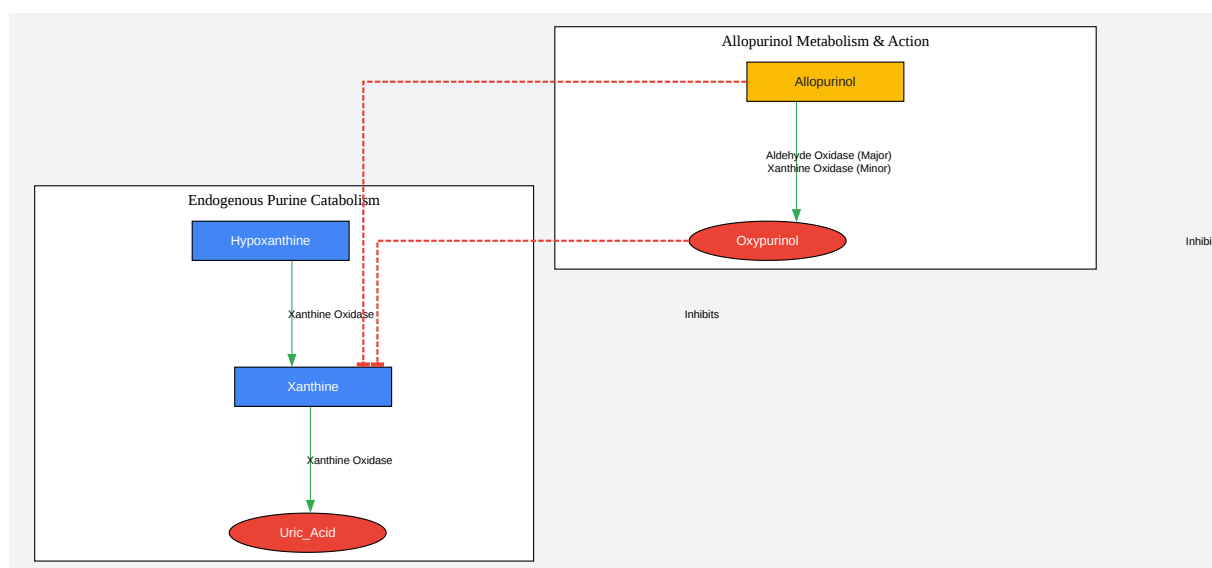 Allopurinol Metabolism & Action
Allopurinol
Aldehyde Oxidase (Major)
Xanthine Oxidase (Minor)
Endogenous Purine Catabolism
Hypoxanthine
Oxypurinol
Inhibi
Xanthine Oxidase
Inhibits
Xanthine
Xanthine Oxidase
Uric_Acid